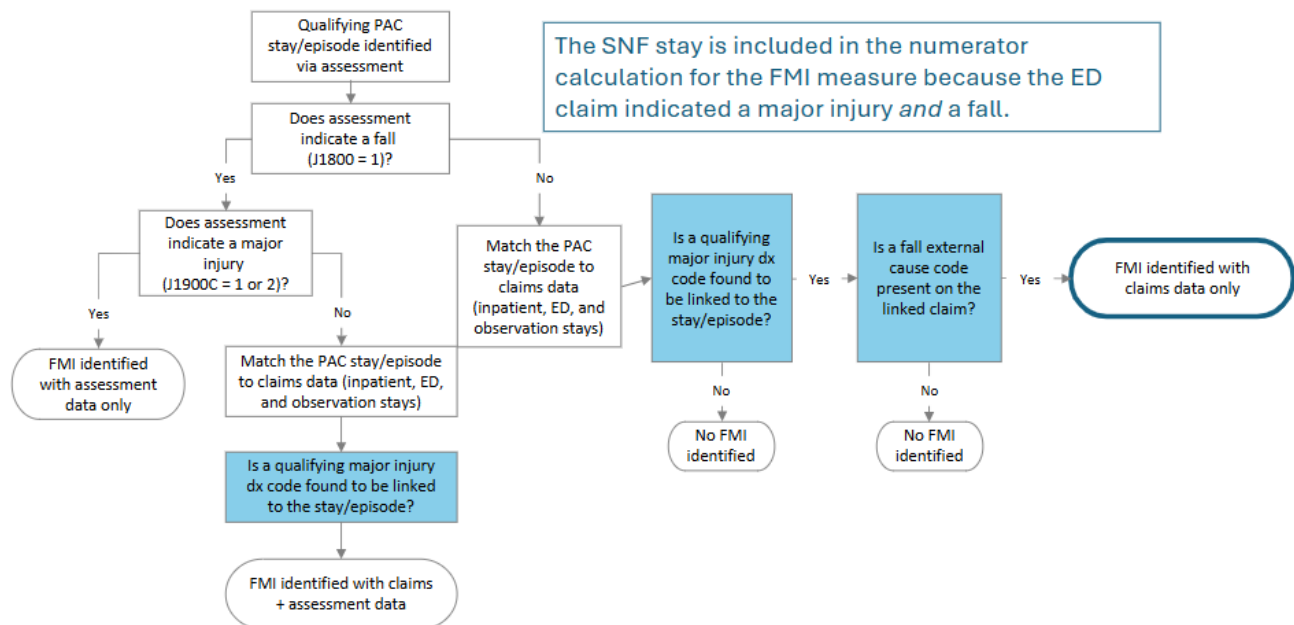 Qualifying PAC
stay/episode identified
via assessment
The SNF stay is included in the numerator
calculation for the FMI measure because the ED
claim indicated a major injury and a fall.
Does assessment
indicate a fall
(J1800 = 1)?
Yes
No
Does assessment
indicate a major
injury
(J1900C = 1 or 2)?
Match the PAC
stay/episode to
claims data
(inpatient, ED, and
observation stays)
Is a qualifying
major injury dx
code found to
be linked to the
stay/episode?
Yes
Is a fall external
cause code
present on the
linked claim?
Yes
FMI identified with
claims data only
Yes
No
No
No
FMI identified
with assessment
data only
Match the PAC stay/episode
to claims data (inpatient, ED,
and observation stays)
No FMI
identified
No FMI
identified
Is a qualifying major injury
dx code found to be linked
to the stay/episode?
FMI identified with claims
+ assessment data